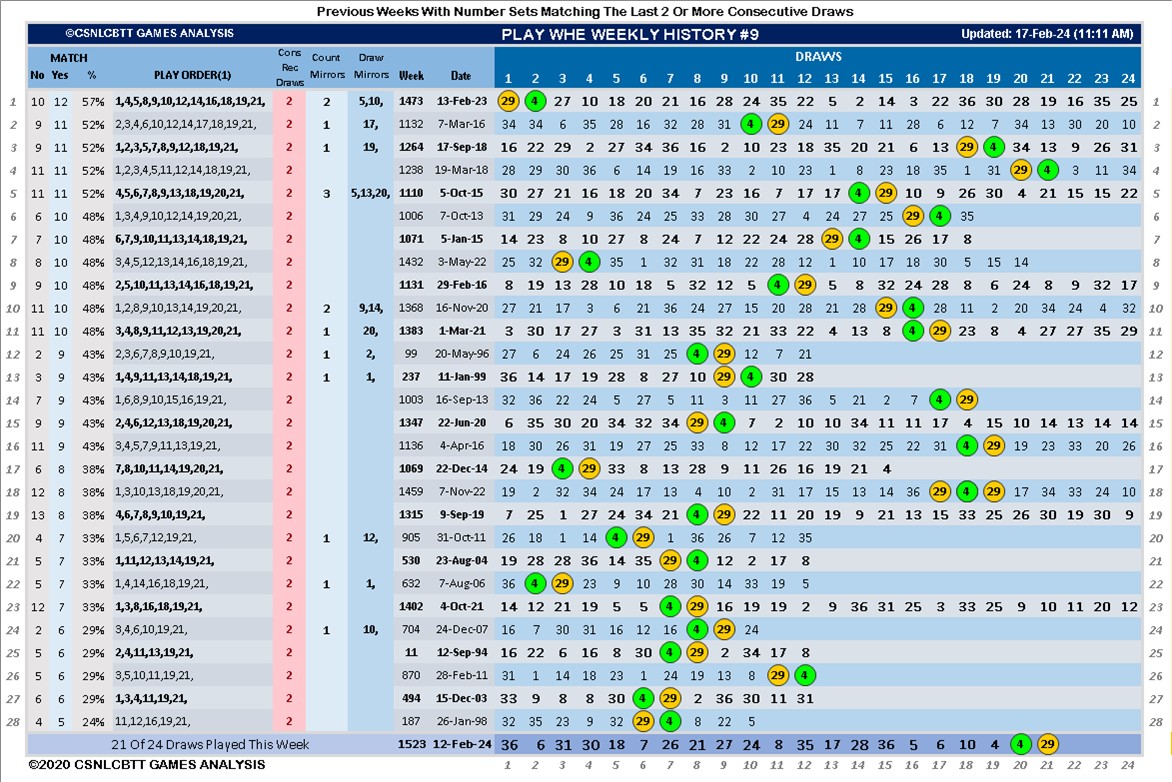 Previous Weeks With Number Sets Matching The Last 2 Or More Consecutive Draws
©CSNLCBTT GAMES ANALYSIS PLAY WHE WEEKLY HISTORY #9 Updated: 17-Feb-24 (11:11 AM)
MATCH Cons Rec Draws Count Mirrors Draw Mirrors DRAWS
No Yes % PLAY ORDER(1) Week Date 1 2 3 4 5 6 7 8 9 10 11 12 13 14 15 16 17 18 19 20 21 22 23 24
1 10 12 57% 1,4,5,8,9,10,12,14,16,18,19,21, 2 2 5,10, 1473 13-Feb-23 29 4 27 10 18 20 21 16 28 24 35 22 5 2 14 3 22 36 30 28 19 16 35 25 1
2 9 11 52% 2,3,4,6,10,12,14,17,18,19,21, 2 1 17, 1132 7-Mar-16 34 34 6 35 28 16 32 28 31 4 29 24 2 11 7 11 28 6 12 7 34 13 30 20 10 2
3 9 11 52% 1,2,3,5,7,8,9,12,18,19,21, 2 1 19, 1264 17-Sep-18 16 22 29 2 27 34 36 16 2 10 23 18 35 20 21 6 13 29 4 34 13 9 26 31 3
4 11 11 52% 1,2,3,4,5,11,12,14,18,19,21, 2 1238 19-Mar-18 28 29 30 36 14 19 16 33 2 10 23 1 8 23 18 35 1 29 4 3 11 34 4
5 11 11 52% 4,5,6,7,8,9,13,18,19,20,21, 2 3 5,13,20, 1110 5-Oct-15 30 27 21 16 18 20 34 7 23 16 7 17 17 4 29 10 9 26 30 4 21 15 15 22 5
6 11 10 48% 1,3,4,9,10,12,14,19,20,21, 2 1006 7-Oct-13 31 29 24 9 36 24 25 33 28 30 27 4 24 27 25 29 4 35 6
7 7 10 48% 6,7,9,10,11,13,14,18,19,21, 2 1071 5-Jan-15 14 23 8 10 27 8 24 7 12 22 24 28 29 4 15 26 17 8 7
8 8 10 48% 3,4,5,12,13,14,16,18,19,21, 2 1432 3-May-22 25 32 29 4 35 1 32 31 18 22 28 12 1 10 17 18 30 5 15 14 8
9 9 10 48% 2,5,10,11,13,14,16,18,19,21, 2 1131 29-Feb-16 8 19 13 28 10 18 5 32 12 5 4 29 5 8 32 24 28 8 6 24 8 9 32 17 9
10 11 10 48% 1,2,8,9,10,13,14,19,20,21, 2 2 9,14, 1368 16-Nov-20 27 21 17 3 6 21 26 27 10 27 15 20 28 21 29 4 28 11 2 20 34 24 4 32 10
11 11 10 48% 3,4,8,9,11,12,13,19,20,21, 2 1 20, 1383 1-Mar-21 3 30 17 27 3 31 13 35 32 21 33 22 4 13 8 4 29 23 8 4 27 27 35 29 11
12 2 9 43% 2,3,6,7,8,9,10,19,21, 2 1 2, 99 20-May-96 27 6 24 26 25 31 25 4 29 12 7 21 12
13 3 9 43% 1,4,9,11,13,14,18,19,21, 2 1 1, 237 11-Jan-99 36 14 17 19 28 8 27 10 29 4 30 28 13
14 7 9 43% 1,6,8,9,10,15,16,19,21, 2 1003 16-Sep-13 32 36 22 24 5 27 5 11 3 11 27 36 5 21 2 7 4 29 14
15 9 9 43% 2,4,6,12,13,18,19,20,21, 2 1347 22-Jun-20 6 35 30 20 34 32 34 29 4 7 2 10 10 34 11 11 17 4 15 10 14 13 14 14 15
16 11 9 43% 3,4,5,7,9,11,13,19,21, 2 1136 4-Apr-16 18 30 26 31 19 27 25 33 8 12 17 22 30 32 25 22 31 4 29 19 23 33 20 26 16
17 6 8 38% 7,8,10,11,14,19,20,21, 2 1069 22-Dec-14 24 19 4 29 33 8 13 28 9 11 26 16 19 21 4 17
18 12 8 38% 1,3,10,13,18,19,20,21, 2 1459 7-Nov-22 19 2 32 34 24 17 13 4 10 2 31 17 15 13 14 36 29 4 29 17 34 33 24 10 18
19 13 8 38% 4,6,7,8,9,10,19,21, 2 1315 9-Sep-19 7 25 1 27 24 34 21 4 29 22 11 20 19 9 21 13 15 33 25 26 30 19 30 9 19
20 4 7 33% 1,5,6,7,12,19,21, 2 1 12, 905 31-Oct-11 26 18 1 14 4 29 1 36 28 7 12 35 20
21 5 7 33% 1,11,12,13,14,19,21, 2 530 23-Aug-04 19 28 28 36 14 35 29 4 12 2 17 8 21
22 5 7 33% 1,4,14,16,18,19,21, 2 1 1, 632 7-Aug-06 36 4 29 23 9 10 28 30 14 33 19 5 22
23 12 7 33% 1,3,8,16,18,19,21, 2 1402 4-Oct-21 14 12 21 19 5 5 4 29 16 19 19 2 9 36 31 25 3 33 25 9 10 11 20 12 23
24 2 6 29% 3,4,6,10,19,21, 2 1 10, 704 24-Dec-07 16 7 30 31 16 12 16 4 29 24 24
25 5 6 29% 2,4,11,13,19,21, 2 11 12-Sep-94 16 22 6 16 8 30 4 29 2 34 17 8 25
26 5 6 29% 3,5,10,11,19,21, 2 870 28-Feb-11 31 1 14 18 23 1 24 19 13 8 29 4 26
27 6 6 29% 1,3,4,11,19,21, 2 494 15-Dec-03 33 9 8 8 30 4 29 2 36 30 11 31 27
28 4 5 24% 11,12,16,19,21, 2 187 26-Jan-98 32 35 23 9 32 29 4 8 22 5 28
21 Of 24 Draws Played This Week 1523 12-Feb-24 36 6 31 30 18 7 26 21 27 24 8 35 17 28 36 5 6 10 4 4 29
©2020 CSNLCBTT GAMES ANALYSIS 1 2 3 4 5 6 7 8 9 10 11 12 13 14 15 16 17 18 19 20 21 22 23 24